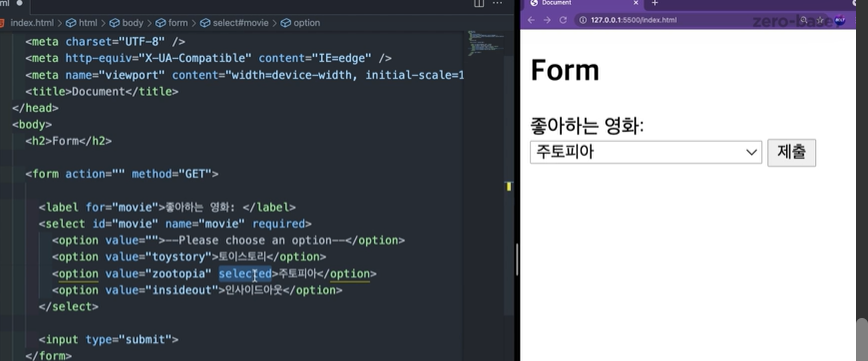 ml
index.html > html > body > form > select#movie > option
<meta charset="UTF-8" />
<meta http-equiv="X-UA-Compatible" content="IE=edge" />
<meta name="viewport" content="width=device-width, initial-scale=1
<title>Document</title>
</head>
<body>
<h2>Form</h2>
<form action="" method="GET">
<label for="movie">좋아하는 영화: </label>
<select id="movie" name="movie" required>
<option value="">--Please choose an option--</option>
<option value="toystory">토이스토리</option>
<option value="zootopia" selected>주토피아</option>
<option value="insideout">인사이드아웃</option>
</select>
<input type="submit">
</form>
Document
127.0.0.1:5500/index.html
zero-base
Form
좋아하는 영화:
주토피아
제출